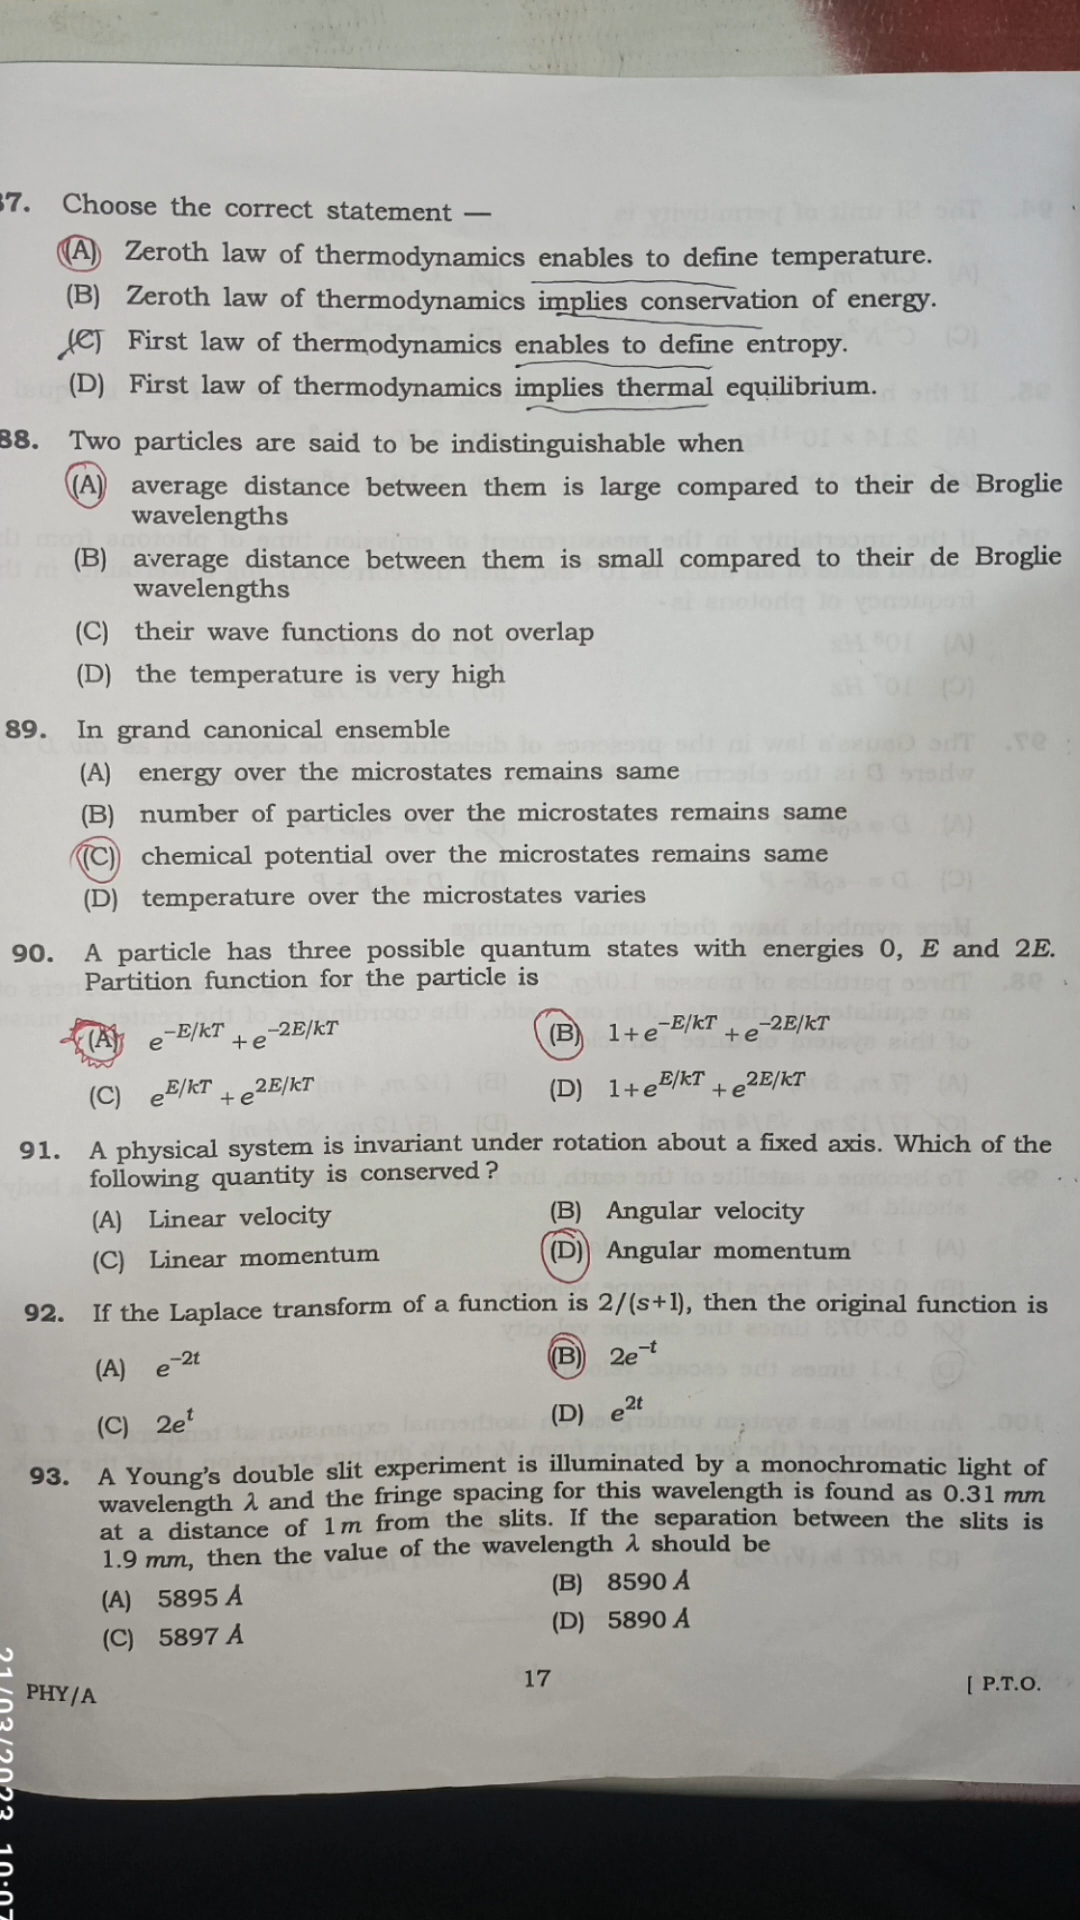 87. Choose the correct statement —
(A) Zeroth law of thermodynamics enables to define temperature.
(B) Zeroth law of thermodynamics implies conservation of energy.
(C) First law of thermodynamics enables to define entropy.
(D) First law of thermodynamics implies thermal equilibrium.
88. Two particles are said to be indistinguishable when
(A) average distance between them is large compared to their de Broglie
wavelengths
(B) average distance between them is small compared to their de Broglie
wavelengths
(C) their wave functions do not overlap
(D) the temperature is very high
89. In grand canonical ensemble
(A) energy over the microstates remains same
(B) number of particles over the microstates remains same
(C) chemical potential over the microstates remains same
(D) temperature over the microstates varies
90. A particle has three possible quantum states with energies 0, E and 2E.
Partition function for the particle is
(A) e^{-E/kT} + e^{-2E/kT} (B) 1+e^{-E/kT} + e^{-2E/kT}
(C) e^{E/kT} + e^{2E/kT} (D) 1+e^{E/kT} + e^{2E/kT}
91. A physical system is invariant under rotation about a fixed axis. Which of the
following quantity is conserved?
(A) Linear velocity (B) Angular velocity
(C) Linear momentum (D) Angular momentum
92. If the Laplace transform of a function is 2/(s+1), then the original function is
(A) e^{-2t} (B) 2e^{-t}
(C) 2e^{t} (D) e^{2t}
93. A Young's double slit experiment is illuminated by a monochromatic light of
wavelength λ and the fringe spacing for this wavelength is found as 0.31 mm
at a distance of 1m from the slits. If the separation between the slits is
1.9 mm, then the value of the wavelength λ should be
(A) 5895 Å (B) 8590 Å
(C) 5897 Å (D) 5890 Å
PHY/A 17 [ P.T.O.
21/03/2023 10:07